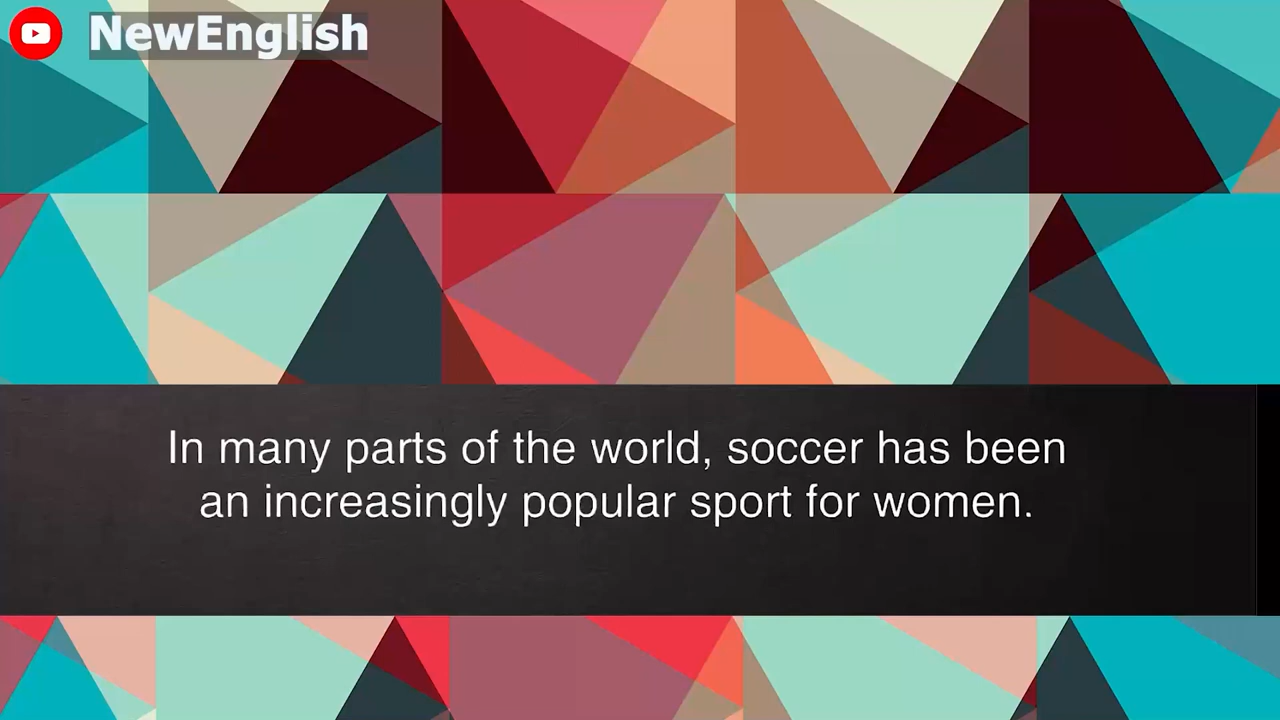 NewEnglish
In many parts of the world, soccer has been
an increasingly popular sport for women.